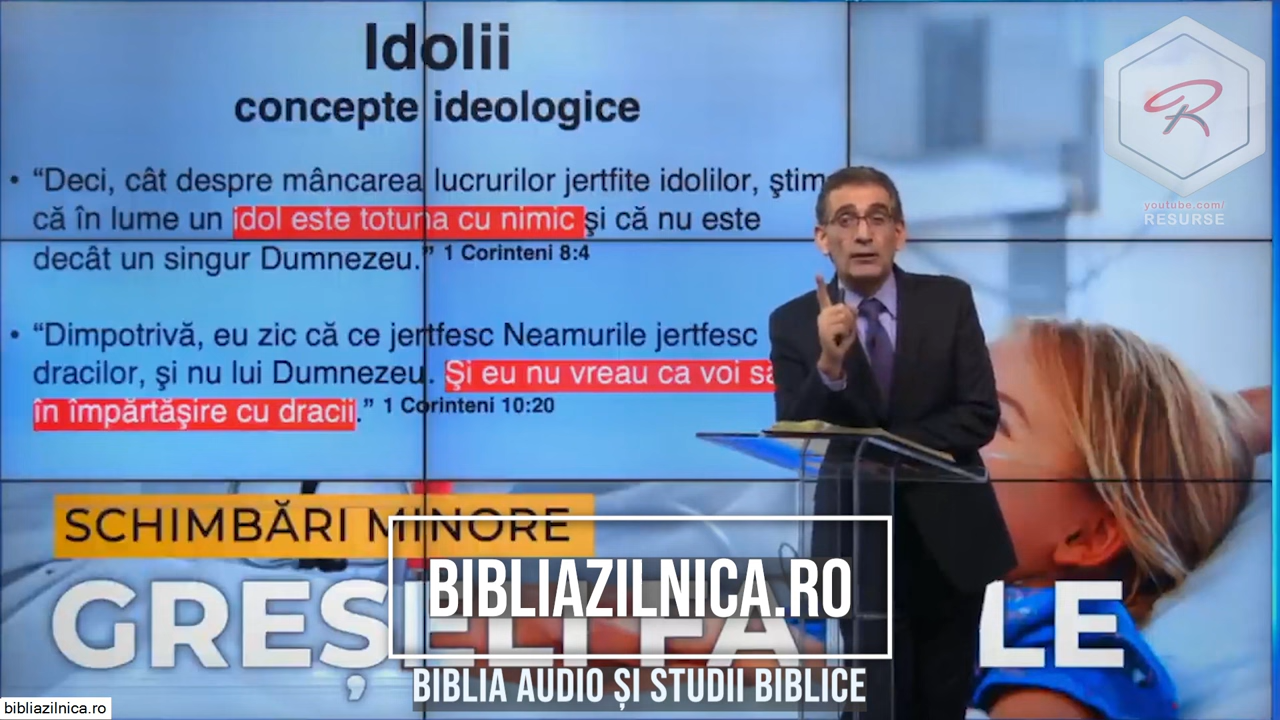 Idolii
concepte ideologice
• “Deci, cât despre mâncarea lucrurilor jertfite idolilor, ştim
că în lume un idol este totuna cu nimic şi că nu este
decât un singur Dumnezeu.” 1 Corinteni 8:4
• “Dimpotrivă, eu zic că ce jertfesc Neamurile jertfesc
dracilor, şi nu lui Dumnezeu. Şi eu nu vreau ca voi să
în împărtăşire cu dracii.” 1 Corinteni 10:20
R
youtube.com/
RESURSE
SCHIMBĂRI MINORE
BIBLIAZILNICA.RO
BIBLIA AUDIO ȘI STUDII BIBLICE
bibliazilnica.ro